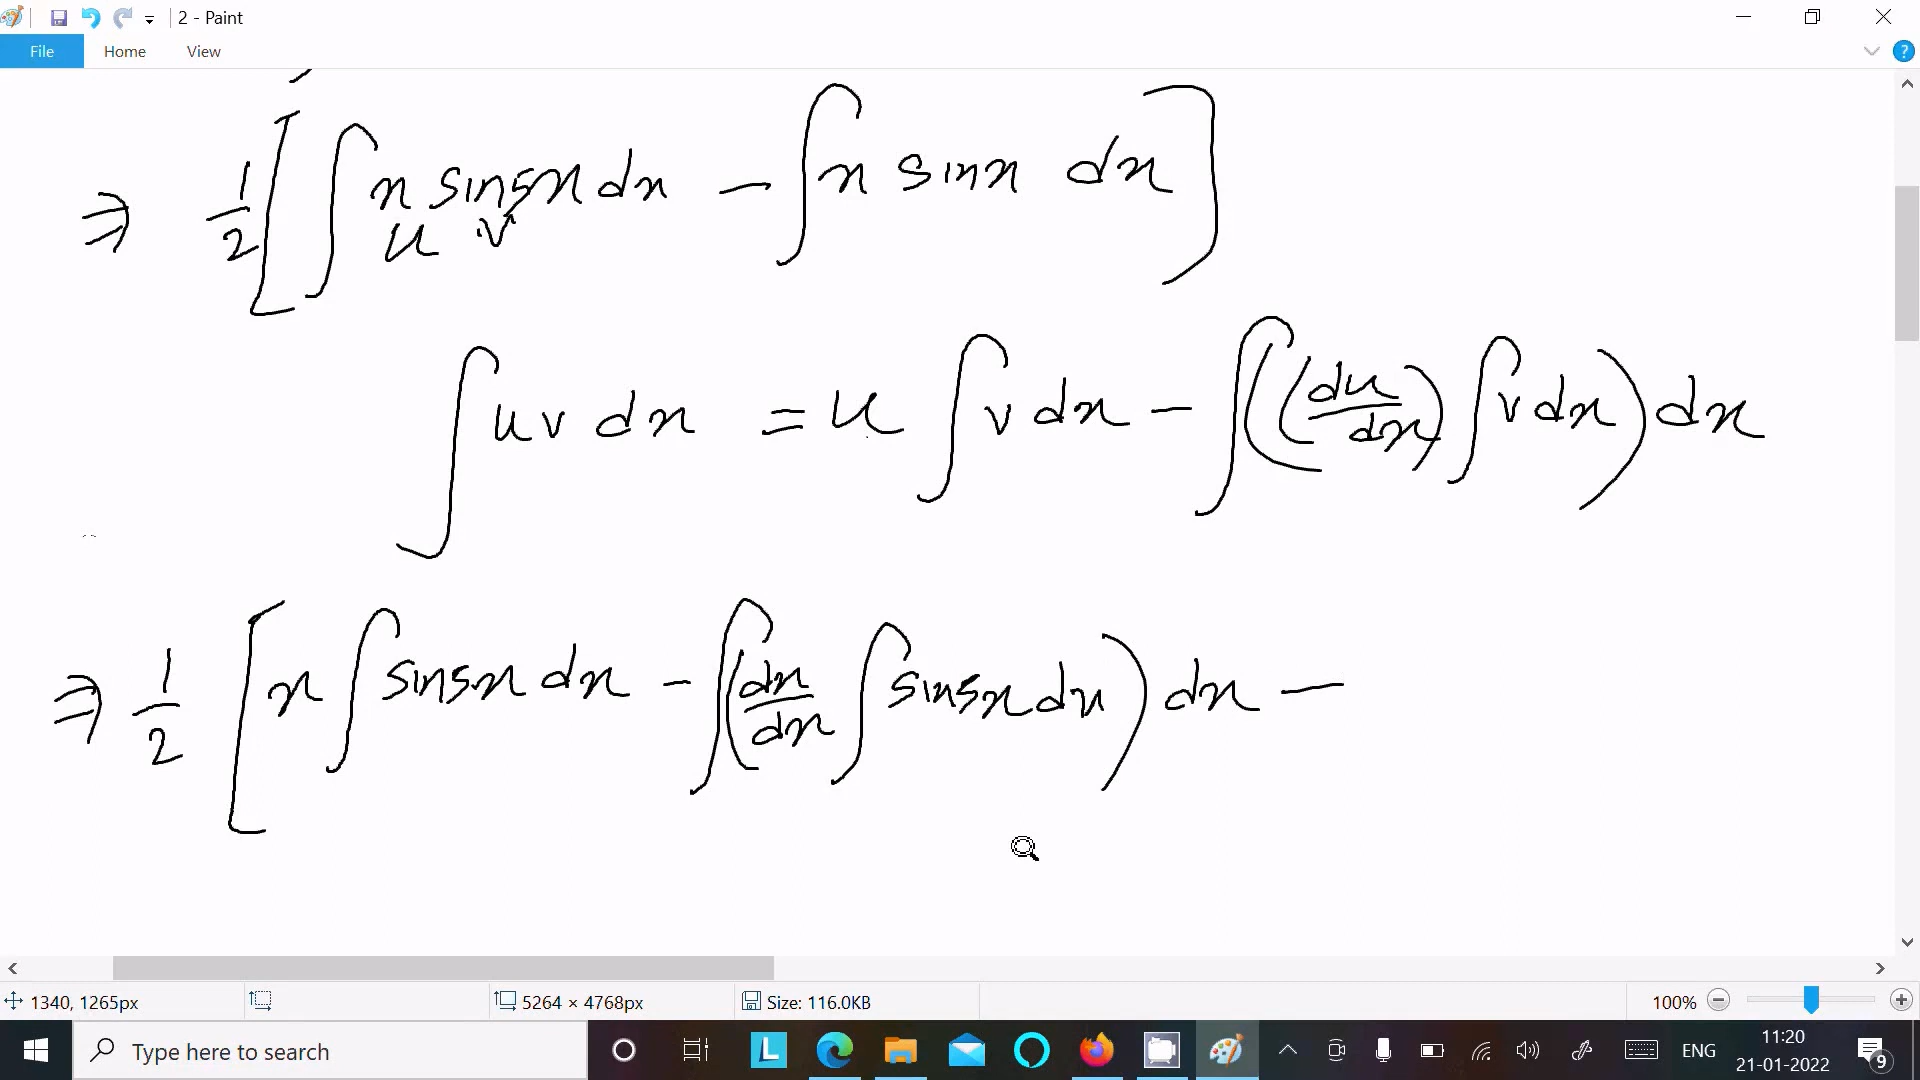 2 - Paint
File Home View
⇒ 1/2 [ ∫ x sin5x dx − ∫ x sinx dx ]
u v
∫ uv dx = u ∫ v dx − ∫ ( (du/dx) ∫ v dx ) dx
⇒ 1/2 [ x ∫ sin5x dx − ∫ ( dx/dx ∫ sin5x dx ) dx −
1340, 1265px 5264 × 4768px Size: 116.0KB 100%
Type here to search L ENG 11:20
21-01-2022 9